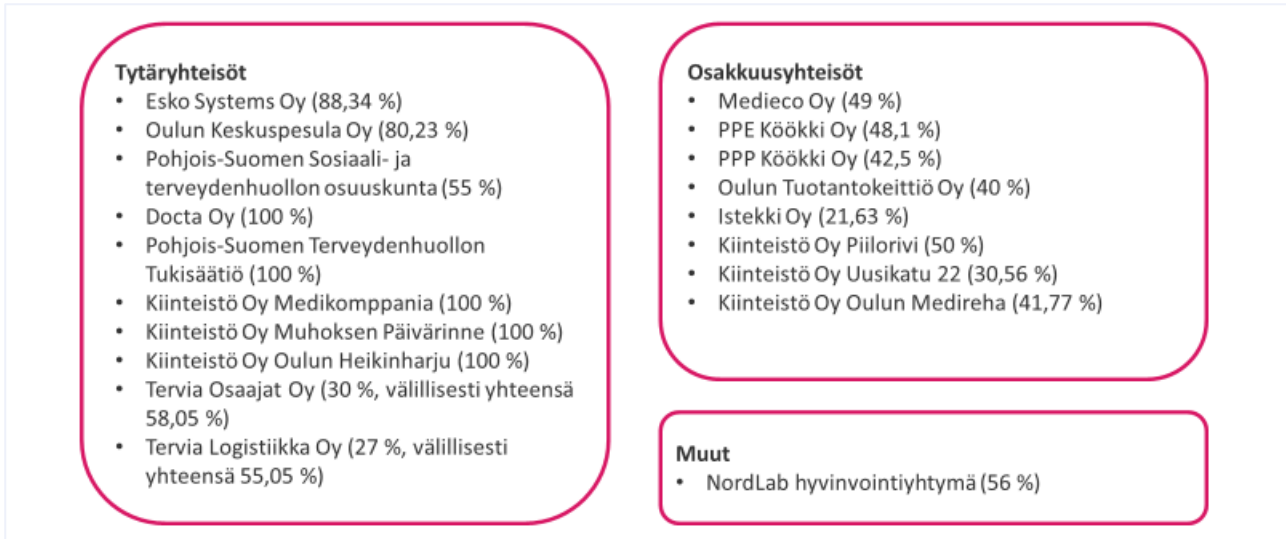 Tytäryhteisöt
• Esko Systems Oy (88,34 %)
• Oulun Keskuspesula Oy (80,23 %)
• Pohjois-Suomen Sosiaali- ja
terveydenhuollon osuuskunta (55 %)
• Docta Oy (100 %)
• Pohjois-Suomen Terveydenhuollon
Tukisäätiö (100 %)
• Kiinteistö Oy Medikomppania (100 %)
• Kiinteistö Oy Muhoksen Päivärinne (100 %)
• Kiinteistö Oy Oulun Heikinharju (100 %)
• Tervia Osaajat Oy (30 %, välillisesti yhteensä
58,05 %)
• Tervia Logistiikka Oy (27 %, välillisesti
yhteensä 55,05 %)
Osakkuusyhteisöt
• Medieco Oy (49 %)
• PPE Köökki Oy (48,1 %)
• PPP Köökki Oy (42,5 %)
• Oulun Tuotantokeittiö Oy (40 %)
• Istekki Oy (21,63 %)
• Kiinteistö Oy Piilorivi (50 %)
• Kiinteistö Oy Uusikatu 22 (30,56 %)
• Kiinteistö Oy Oulun Medireha (41,77 %)
Muut
• NordLab hyvinvointiyhtymä (56 %)